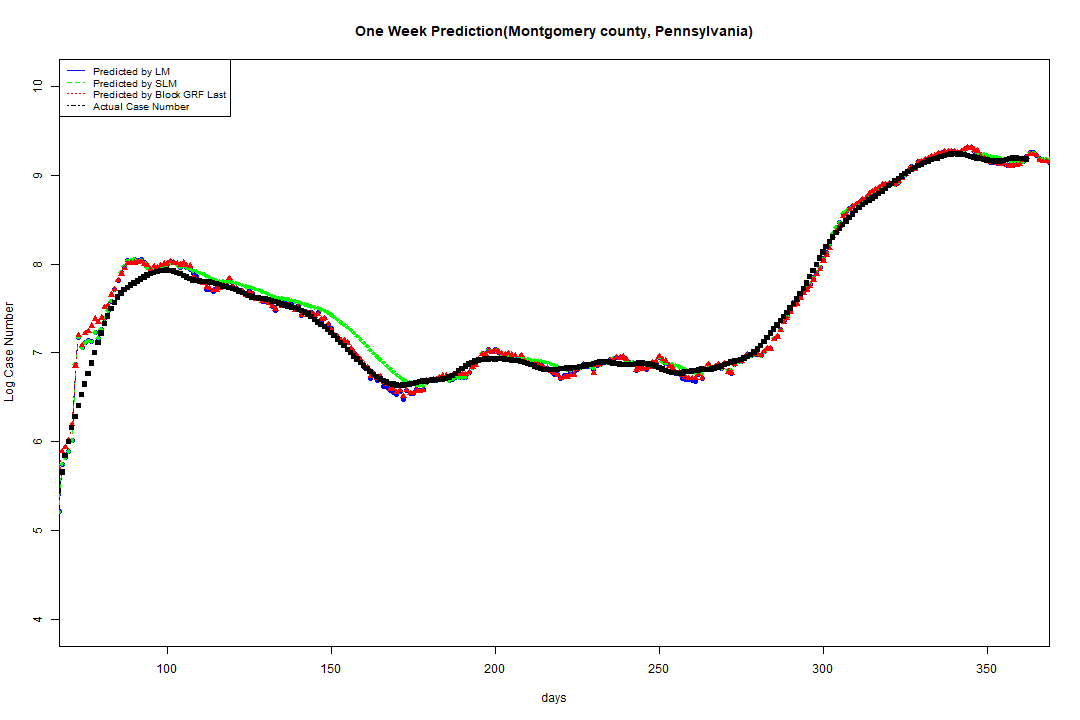 One Week Prediction(Montgomery county, Pennsylvania)
Predicted by LM
Predicted by SLM
Predicted by Block GRF Last
Actual Case Number
10
9
8
7
6
5
4
Log Case Number
100 150 200 250 300 350
days